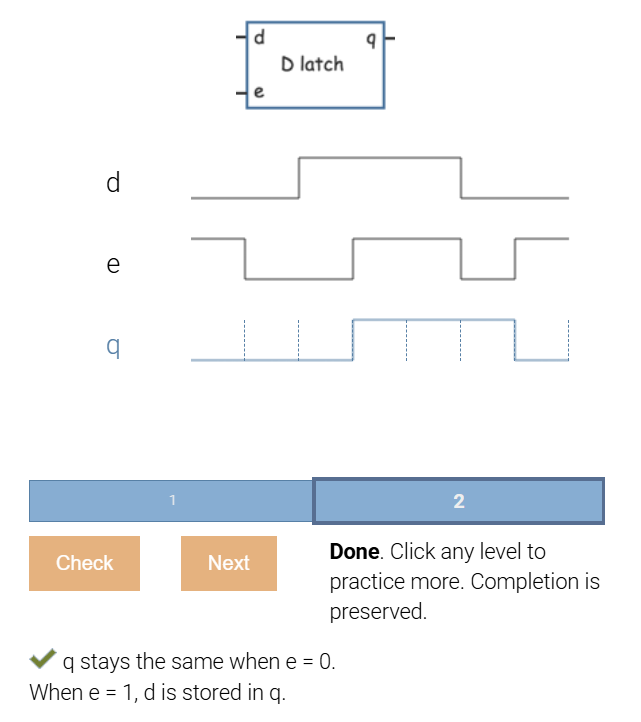 d q
D latch
e
d
e
q
1 2
Check Next
Done. Click any level to
practice more. Completion is
preserved.
q stays the same when e = 0.
When e = 1, d is stored in q.